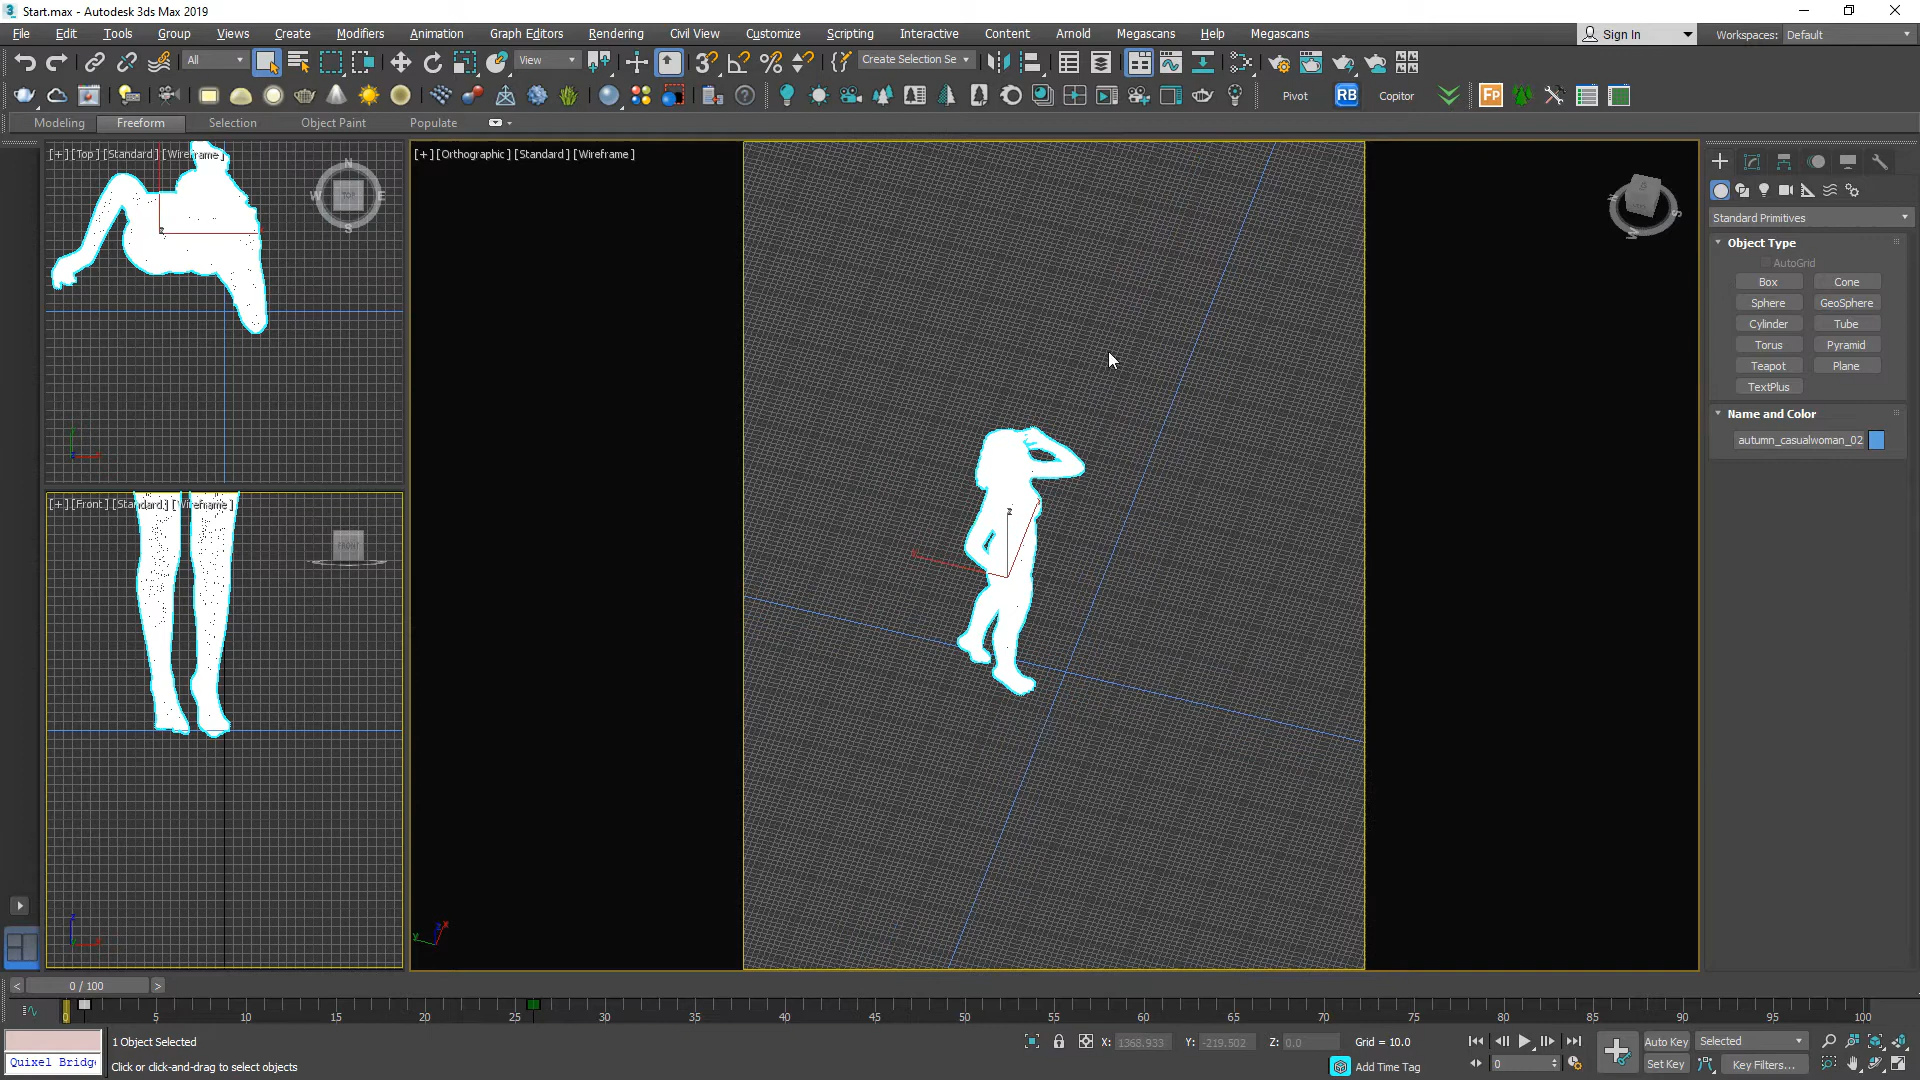 Start.max - Autodesk 3ds Max 2019
File Edit Tools Group Views Create Modifiers Animation Graph Editors Rendering Civil View Customize Scripting Interactive Content Arnold Megascans Help Megascans Sign In Workspaces: Default
All View Create Selection Se
Pivot RB Copitor Fp
Modeling Freeform Selection Object Paint Populate
[+] [Top] [Standard] [Wireframe]
N
W TOP E
S
[+] [Orthographic] [Standard] [Wireframe]
Standard Primitives
Object Type
AutoGrid
Box Cone
Sphere GeoSphere
Cylinder Tube
Torus Pyramid
Teapot Plane
TextPlus
Name and Color
autumn_casualwoman_02
[+] [Front] [Standard] [Wireframe]
FRONT
z
0 / 100
0 5 10 15 20 25 30 35 40 45 50 55 60 65 70 75 80 85 90 95 100
1 Object Selected
X: 1368.933 Y: -219.502 Z: 0.0 Grid = 10.0
Auto Key Selected
Quixel Bridg
Click or click-and-drag to select objects
Add Time Tag
0
Set Key Key Filters...